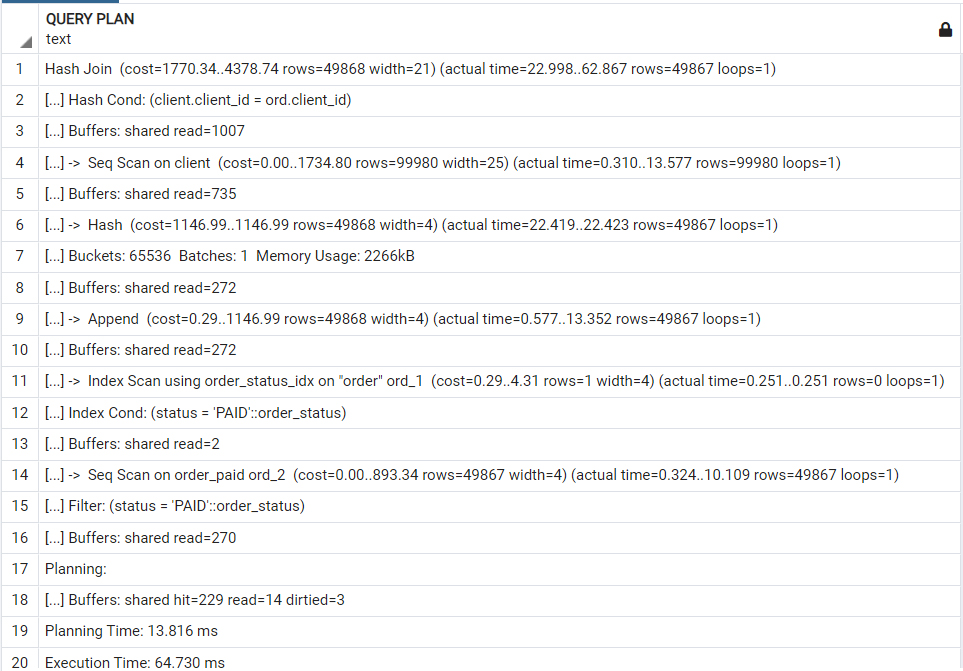 QUERY PLAN
text
1 Hash Join (cost=1770.34..4378.74 rows=49868 width=21) (actual time=22.998..62.867 rows=49867 loops=1)
2 [...] Hash Cond: (client.client_id = ord.client_id)
3 [...] Buffers: shared read=1007
4 [...] -> Seq Scan on client (cost=0.00..1734.80 rows=99980 width=25) (actual time=0.310..13.577 rows=99980 loops=1)
5 [...] Buffers: shared read=735
6 [...] -> Hash (cost=1146.99..1146.99 rows=49868 width=4) (actual time=22.419..22.423 rows=49867 loops=1)
7 [...] Buckets: 65536 Batches: 1 Memory Usage: 2266kB
8 [...] Buffers: shared read=272
9 [...] -> Append (cost=0.29..1146.99 rows=49868 width=4) (actual time=0.577..13.352 rows=49867 loops=1)
10 [...] Buffers: shared read=272
11 [...] -> Index Scan using order_status_idx on "order" ord_1 (cost=0.29..4.31 rows=1 width=4) (actual time=0.251..0.251 rows=0 loops=1)
12 [...] Index Cond: (status = 'PAID'::order_status)
13 [...] Buffers: shared read=2
14 [...] -> Seq Scan on order_paid ord_2 (cost=0.00..893.34 rows=49867 width=4) (actual time=0.324..10.109 rows=49867 loops=1)
15 [...] Filter: (status = 'PAID'::order_status)
16 [...] Buffers: shared read=270
17 Planning:
18 [...] Buffers: shared hit=229 read=14 dirtied=3
19 Planning Time: 13.816 ms
20 Execution Time: 64.730 ms